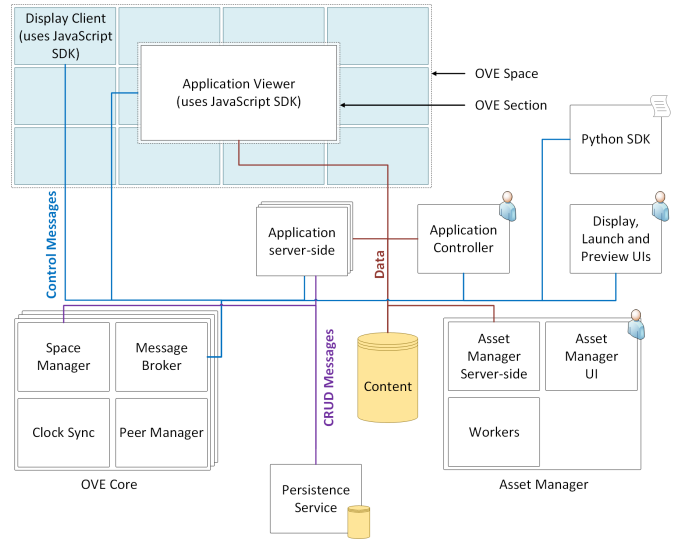 Display Client
(uses JavaScript
SDK)
Application Viewer
(uses JavaScript SDK)
OVE Space
OVE Section
Python SDK
Control Messages
Application
server-side
Data
Application
Controller
Display,
Launch and
Preview UIs
Space
Manager
Message
Broker
Clock Sync
Peer Manager
OVE Core
CRUD Messages
Content
Asset
Manager
Server-side
Asset
Manager
UI
Workers
Asset Manager
Persistence
Service